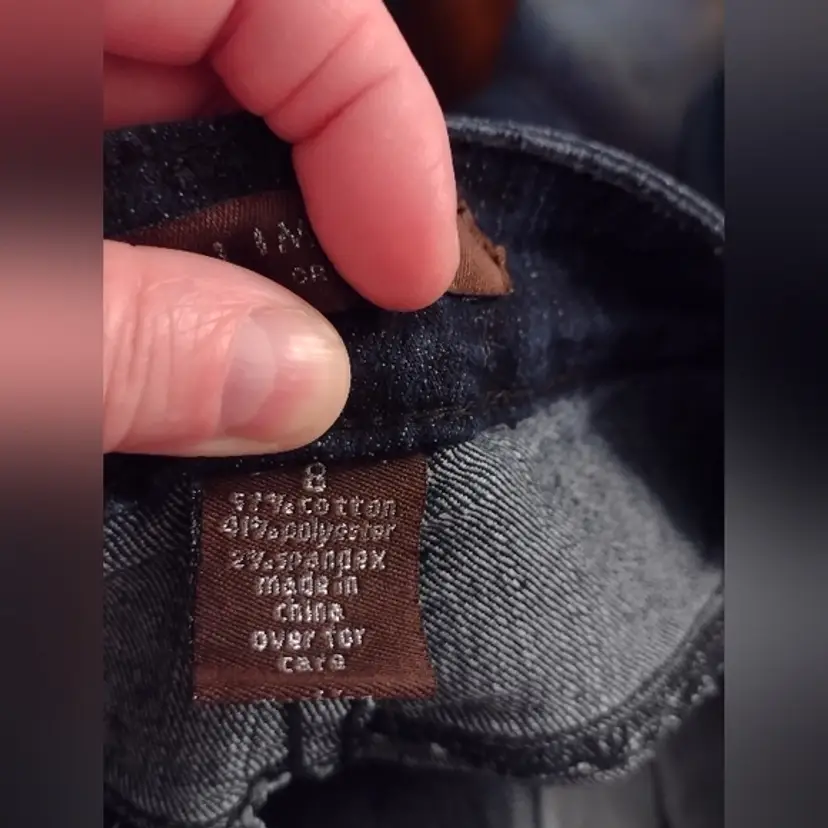 8
57% cotton
41% polyester
2% spandex
made in
china
over for
care